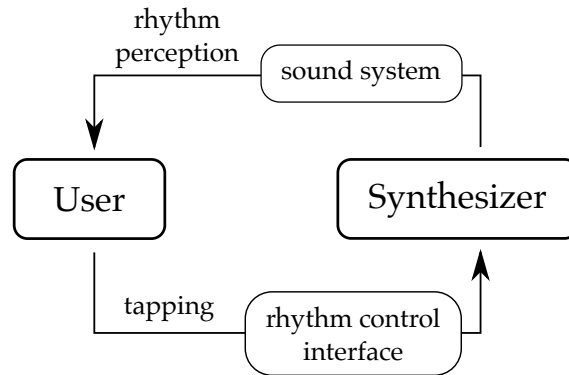 rhythm
perception
sound system
User
Synthesizer
tapping
rhythm control
interface